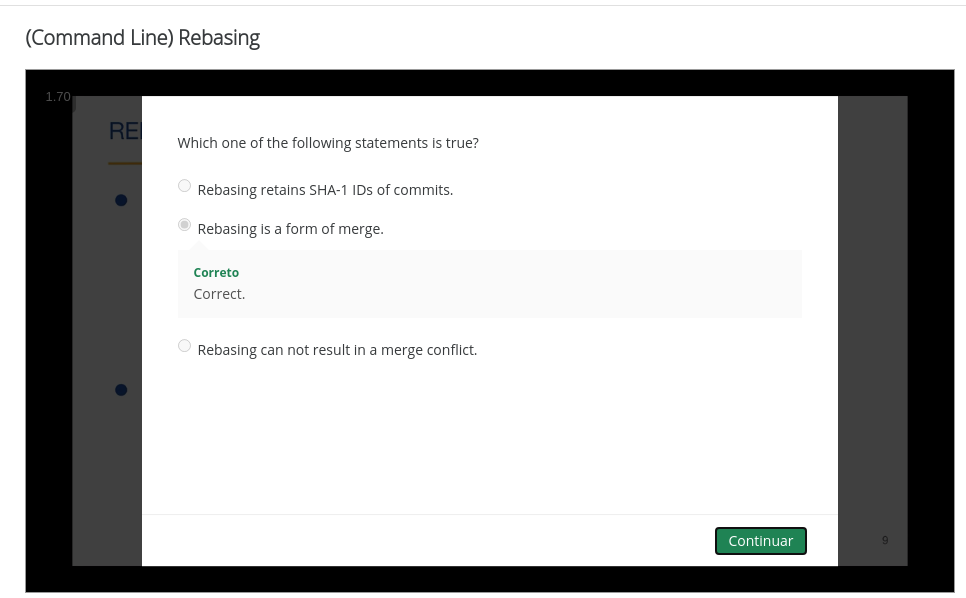 (Command Line) Rebasing
1.70
RE
Which one of the following statements is true?
Rebasing retains SHA-1 IDs of commits.
Rebasing is a form of merge.
Correto
Correct.
Rebasing can not result in a merge conflict.
Continuar
9